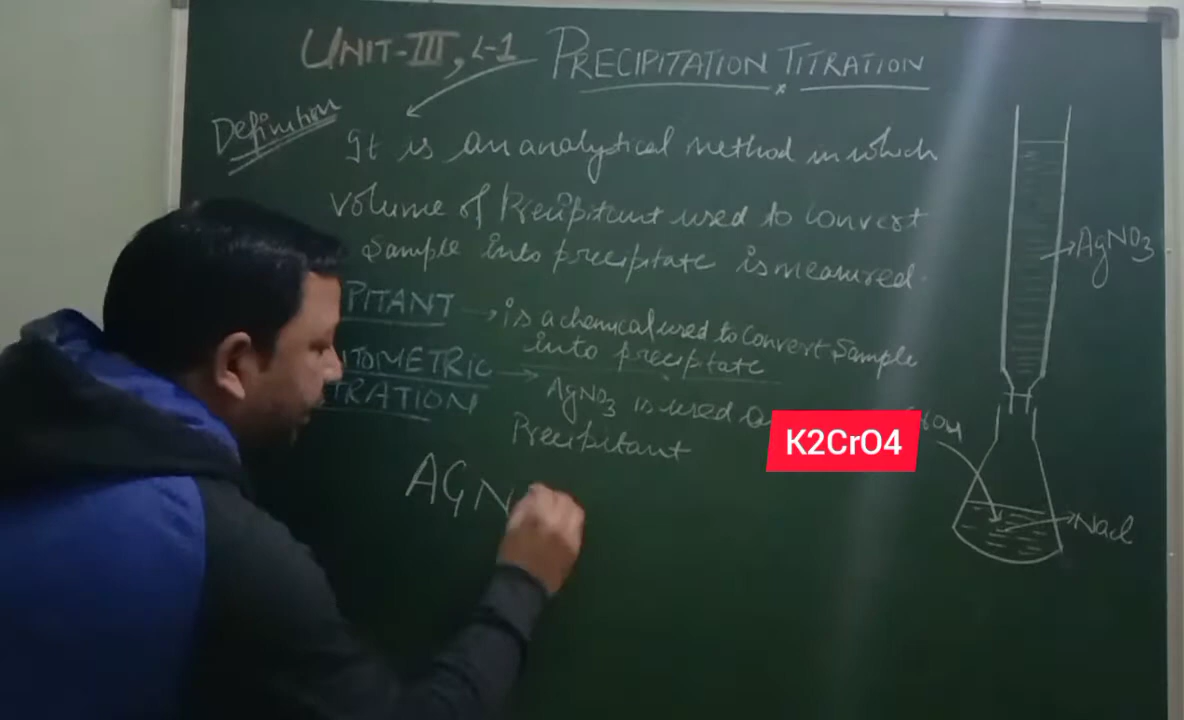 UNIT-III, L-1 PRECIPITATION TITRATION
Definition
It is an analytical method in which
volume of Precipitant used to convert
Sample into precipitate is measured.
PITANT → is a chemical used to convert Sample
into precipitate
NTOMETRIC →
TRATION
AgNO3 is used
Precipitant
K2CrO4
AGN
AgNO3
NaCl